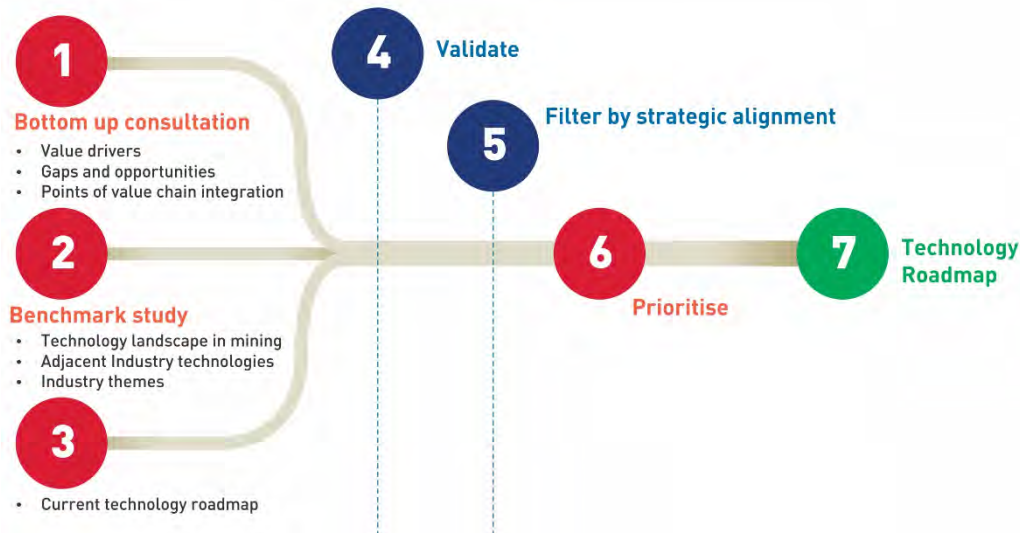 1
Bottom up consultation
• Value drivers
• Gaps and opportunities
• Points of value chain integration
2
Benchmark study
• Technology landscape in mining
• Adjacent Industry technologies
• Industry themes
3
• Current technology roadmap
4
Validate
5
Filter by strategic alignment
6
Prioritise
7
Technology
Roadmap